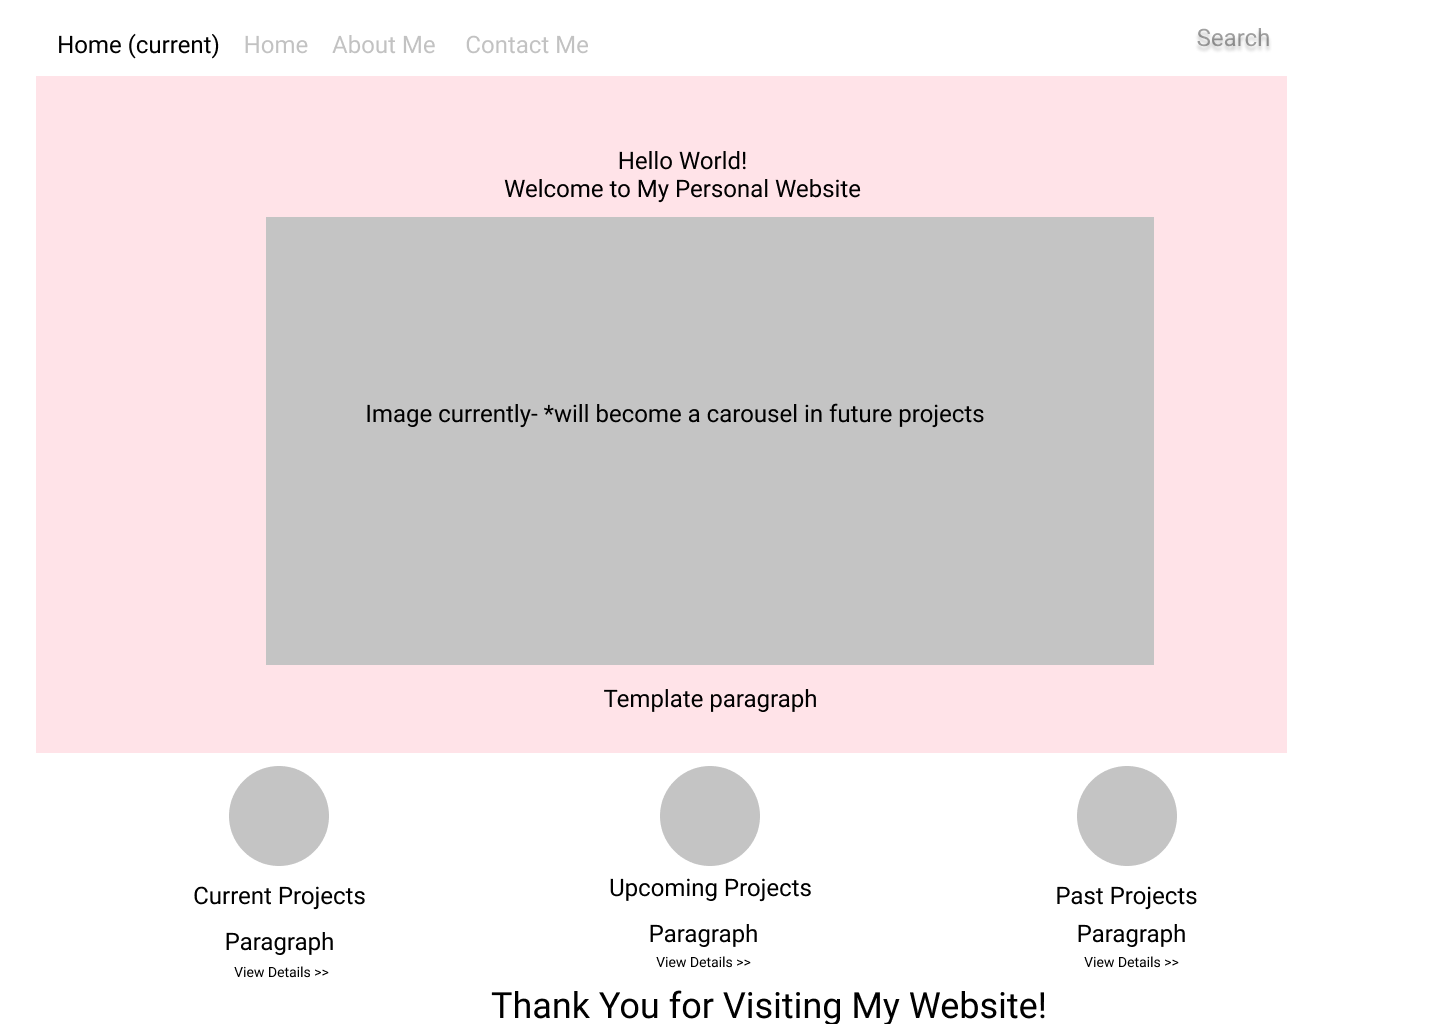 Home (current) Home About Me Contact Me Search
Hello World!
Welcome to My Personal Website
Image currently- *will become a carousel in future projects
Template paragraph
Current Projects
Paragraph
View Details >>
Upcoming Projects
Paragraph
View Details >>
Past Projects
Paragraph
View Details >>
Thank You for Visiting My Website!